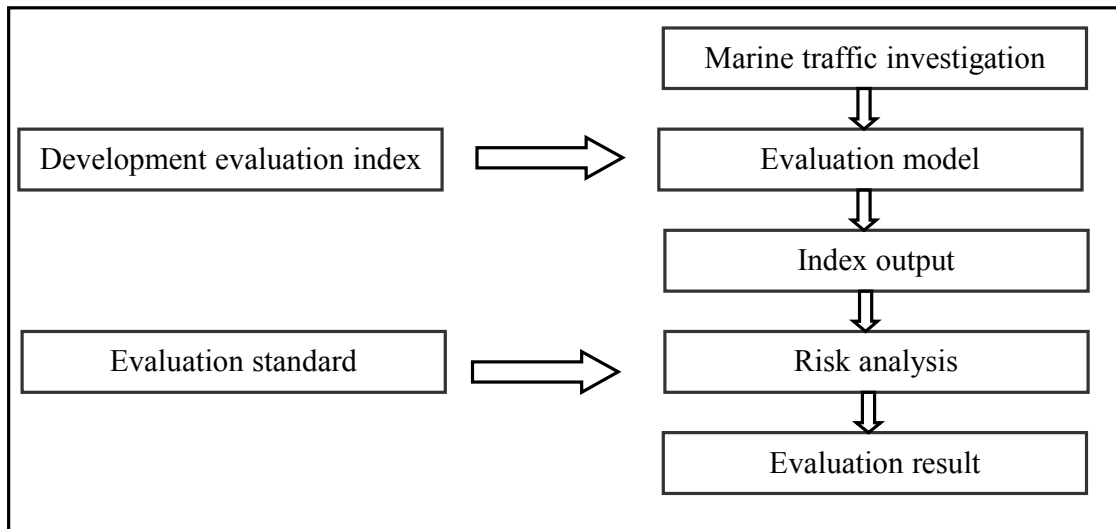 Marine traffic investigation
Development evaluation index
Evaluation model
Index output
Evaluation standard
Risk analysis
Evaluation result